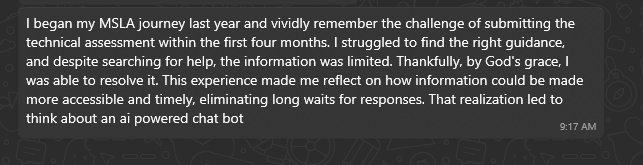 I began my MSLA journey last year and vividly remember the challenge of submitting the
technical assessment within the first four months. I struggled to find the right guidance,
and despite searching for help, the information was limited. Thankfully, by God's grace, I
was able to resolve it. This experience made me reflect on how information could be made
more accessible and timely, eliminating long waits for responses. That realization led to
think about an ai powered chat bot
9:17 AM